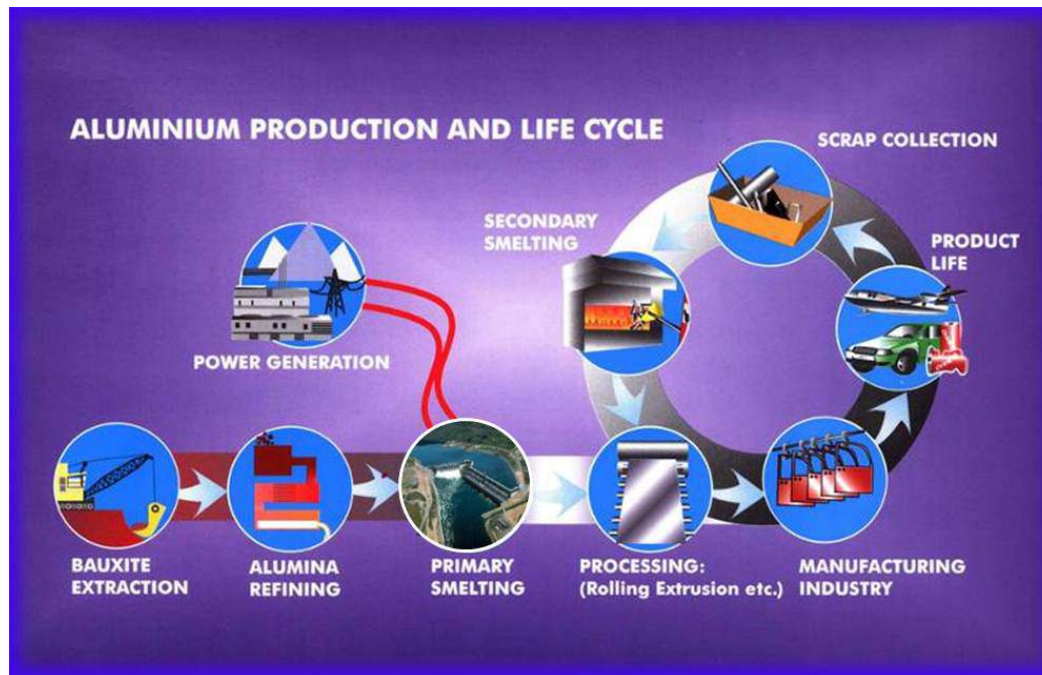 ALUMINIUM PRODUCTION AND LIFE CYCLE
SCRAP COLLECTION
SECONDARY
SMELTING
PRODUCT
LIFE
POWER GENERATION
BAUXITE
EXTRACTION
ALUMINA
REFINING
PRIMARY
SMELTING
PROCESSING:
(Rolling Extrusion etc.)
MANUFACTURING
INDUSTRY